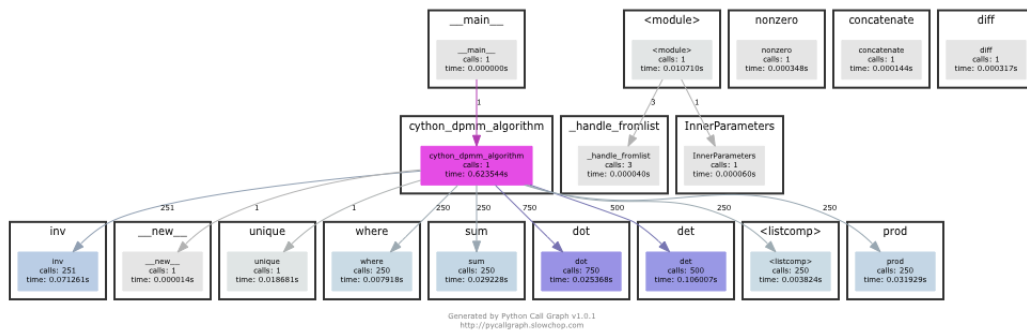 __main__
<module>
nonzero
concatenate
diff
__main__
calls: 1
time: 0.000000s
<module>
calls: 1
time: 0.010710s
nonzero
calls: 1
time: 0.000348s
concatenate
calls: 1
time: 0.000144s
diff
calls: 1
time: 0.000317s
1
3
1
cython_dpmm_algorithm
_handle_fromlist
InnerParameters
cython_dpmm_algorithm
calls: 1
time: 0.623544s
_handle_fromlist
calls: 3
time: 0.000040s
InnerParameters
calls: 1
time: 0.000060s
251
1
1
250
250
750
500
250
250
inv
__new__
unique
where
sum
dot
det
<listcomp>
prod
inv
calls: 251
time: 0.071261s
__new__
calls: 1
time: 0.000014s
unique
calls: 1
time: 0.018681s
where
calls: 250
time: 0.007918s
sum
calls: 250
time: 0.029228s
dot
calls: 750
time: 0.025368s
det
calls: 500
time: 0.106007s
<listcomp>
calls: 250
time: 0.003824s
prod
calls: 250
time: 0.031929s
Generated by Python Call Graph v1.0.1
http://pycallgraph.slowchop.com